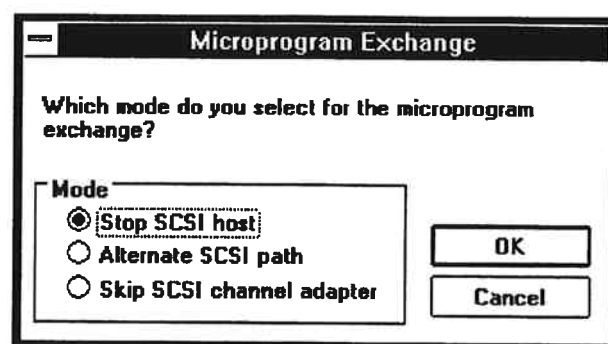 Microprogram Exchange
Which mode do you select for the microprogram
exchange?
Mode
Stop SCSI host
Alternate SCSI path
Skip SCSI channel adapter
OK
Cancel